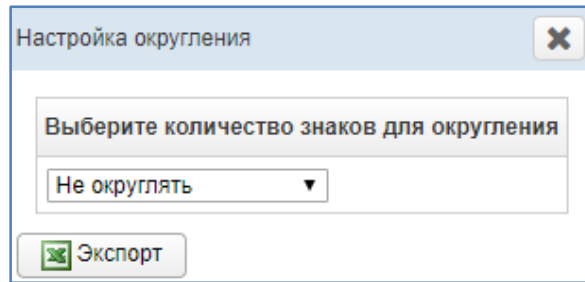 Настройка округления
Выберите количество знаков для округления
Не округлять
Экспорт